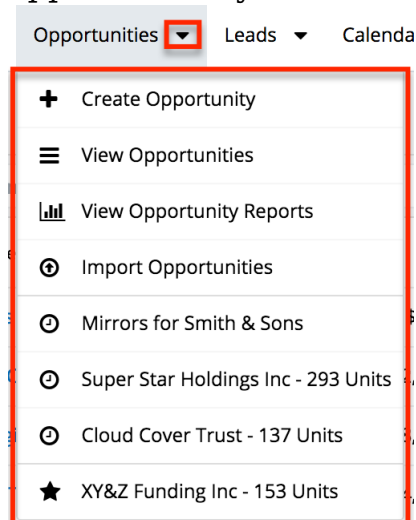 Opportunities Leads Calenda
Create Opportunity
View Opportunities
View Opportunity Reports
Import Opportunities
Mirrors for Smith & Sons
Super Star Holdings Inc - 293 Units
Cloud Cover Trust - 137 Units
XY&Z Funding Inc - 153 Units